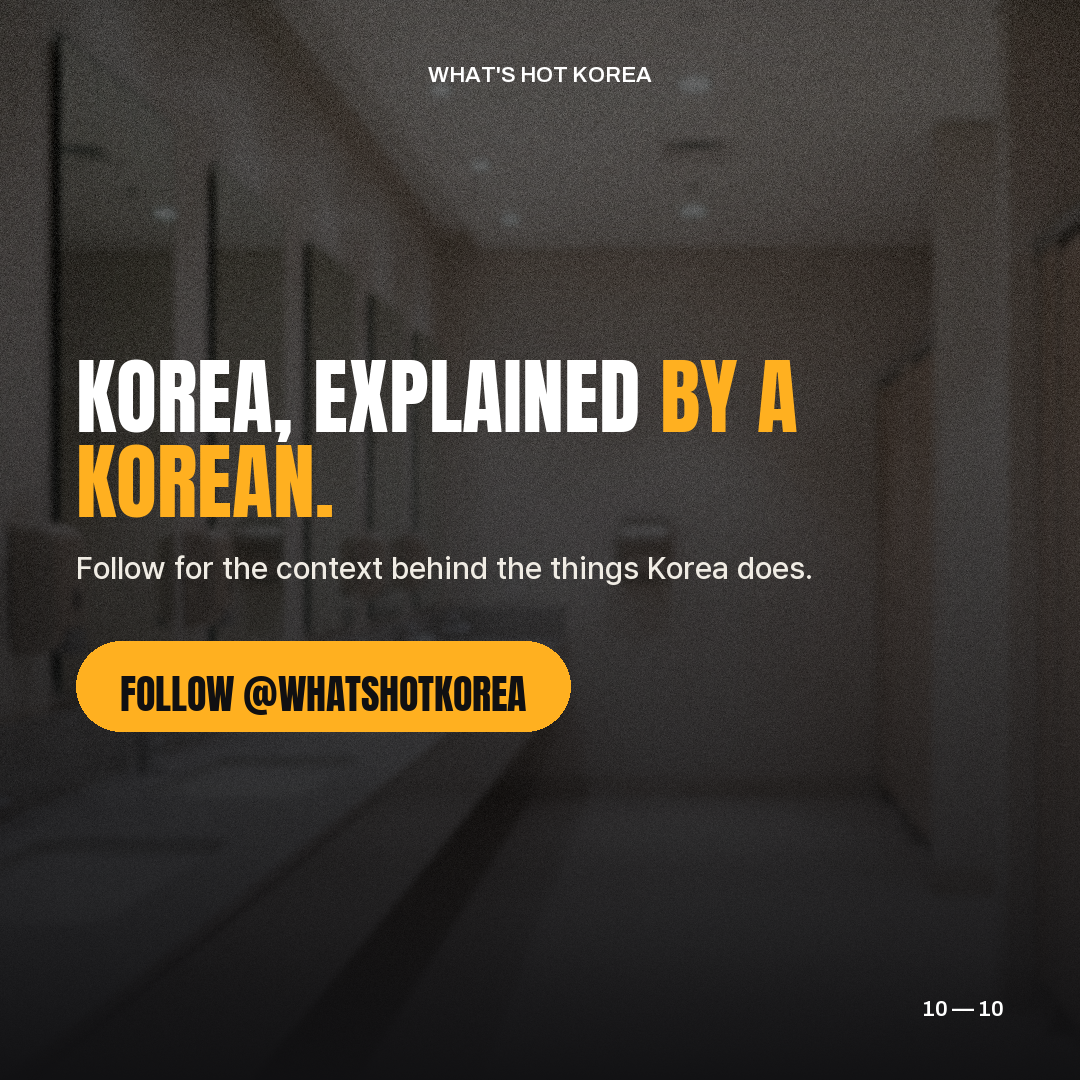 WHAT'S HOT KOREA
KOREA, EXPLAINED BY A
KOREAN.
Follow for the context behind the things Korea does.
FOLLOW @WHATSHOTKOREA
10 — 10